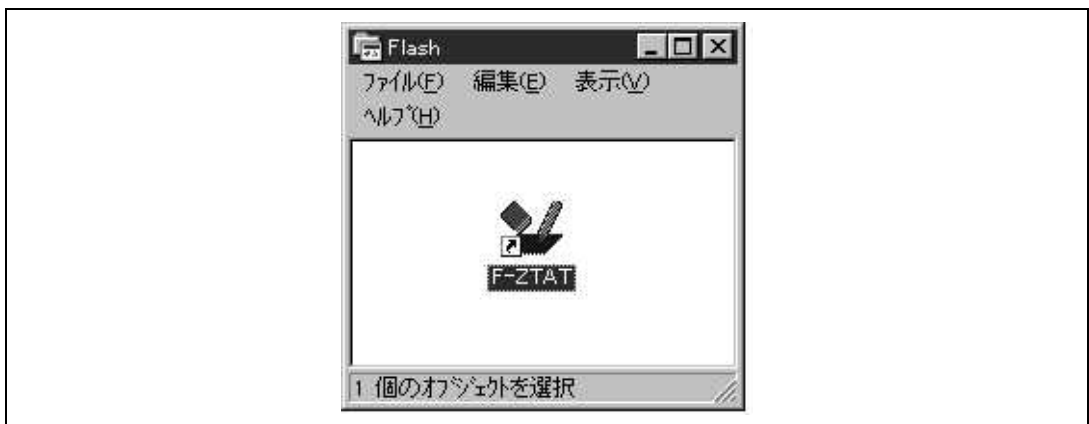 Flash
ファイル(F) 編集(E) 表示(V)
ヘルプ(H)
F-ZTAT
1 個のオブジェクトを選択